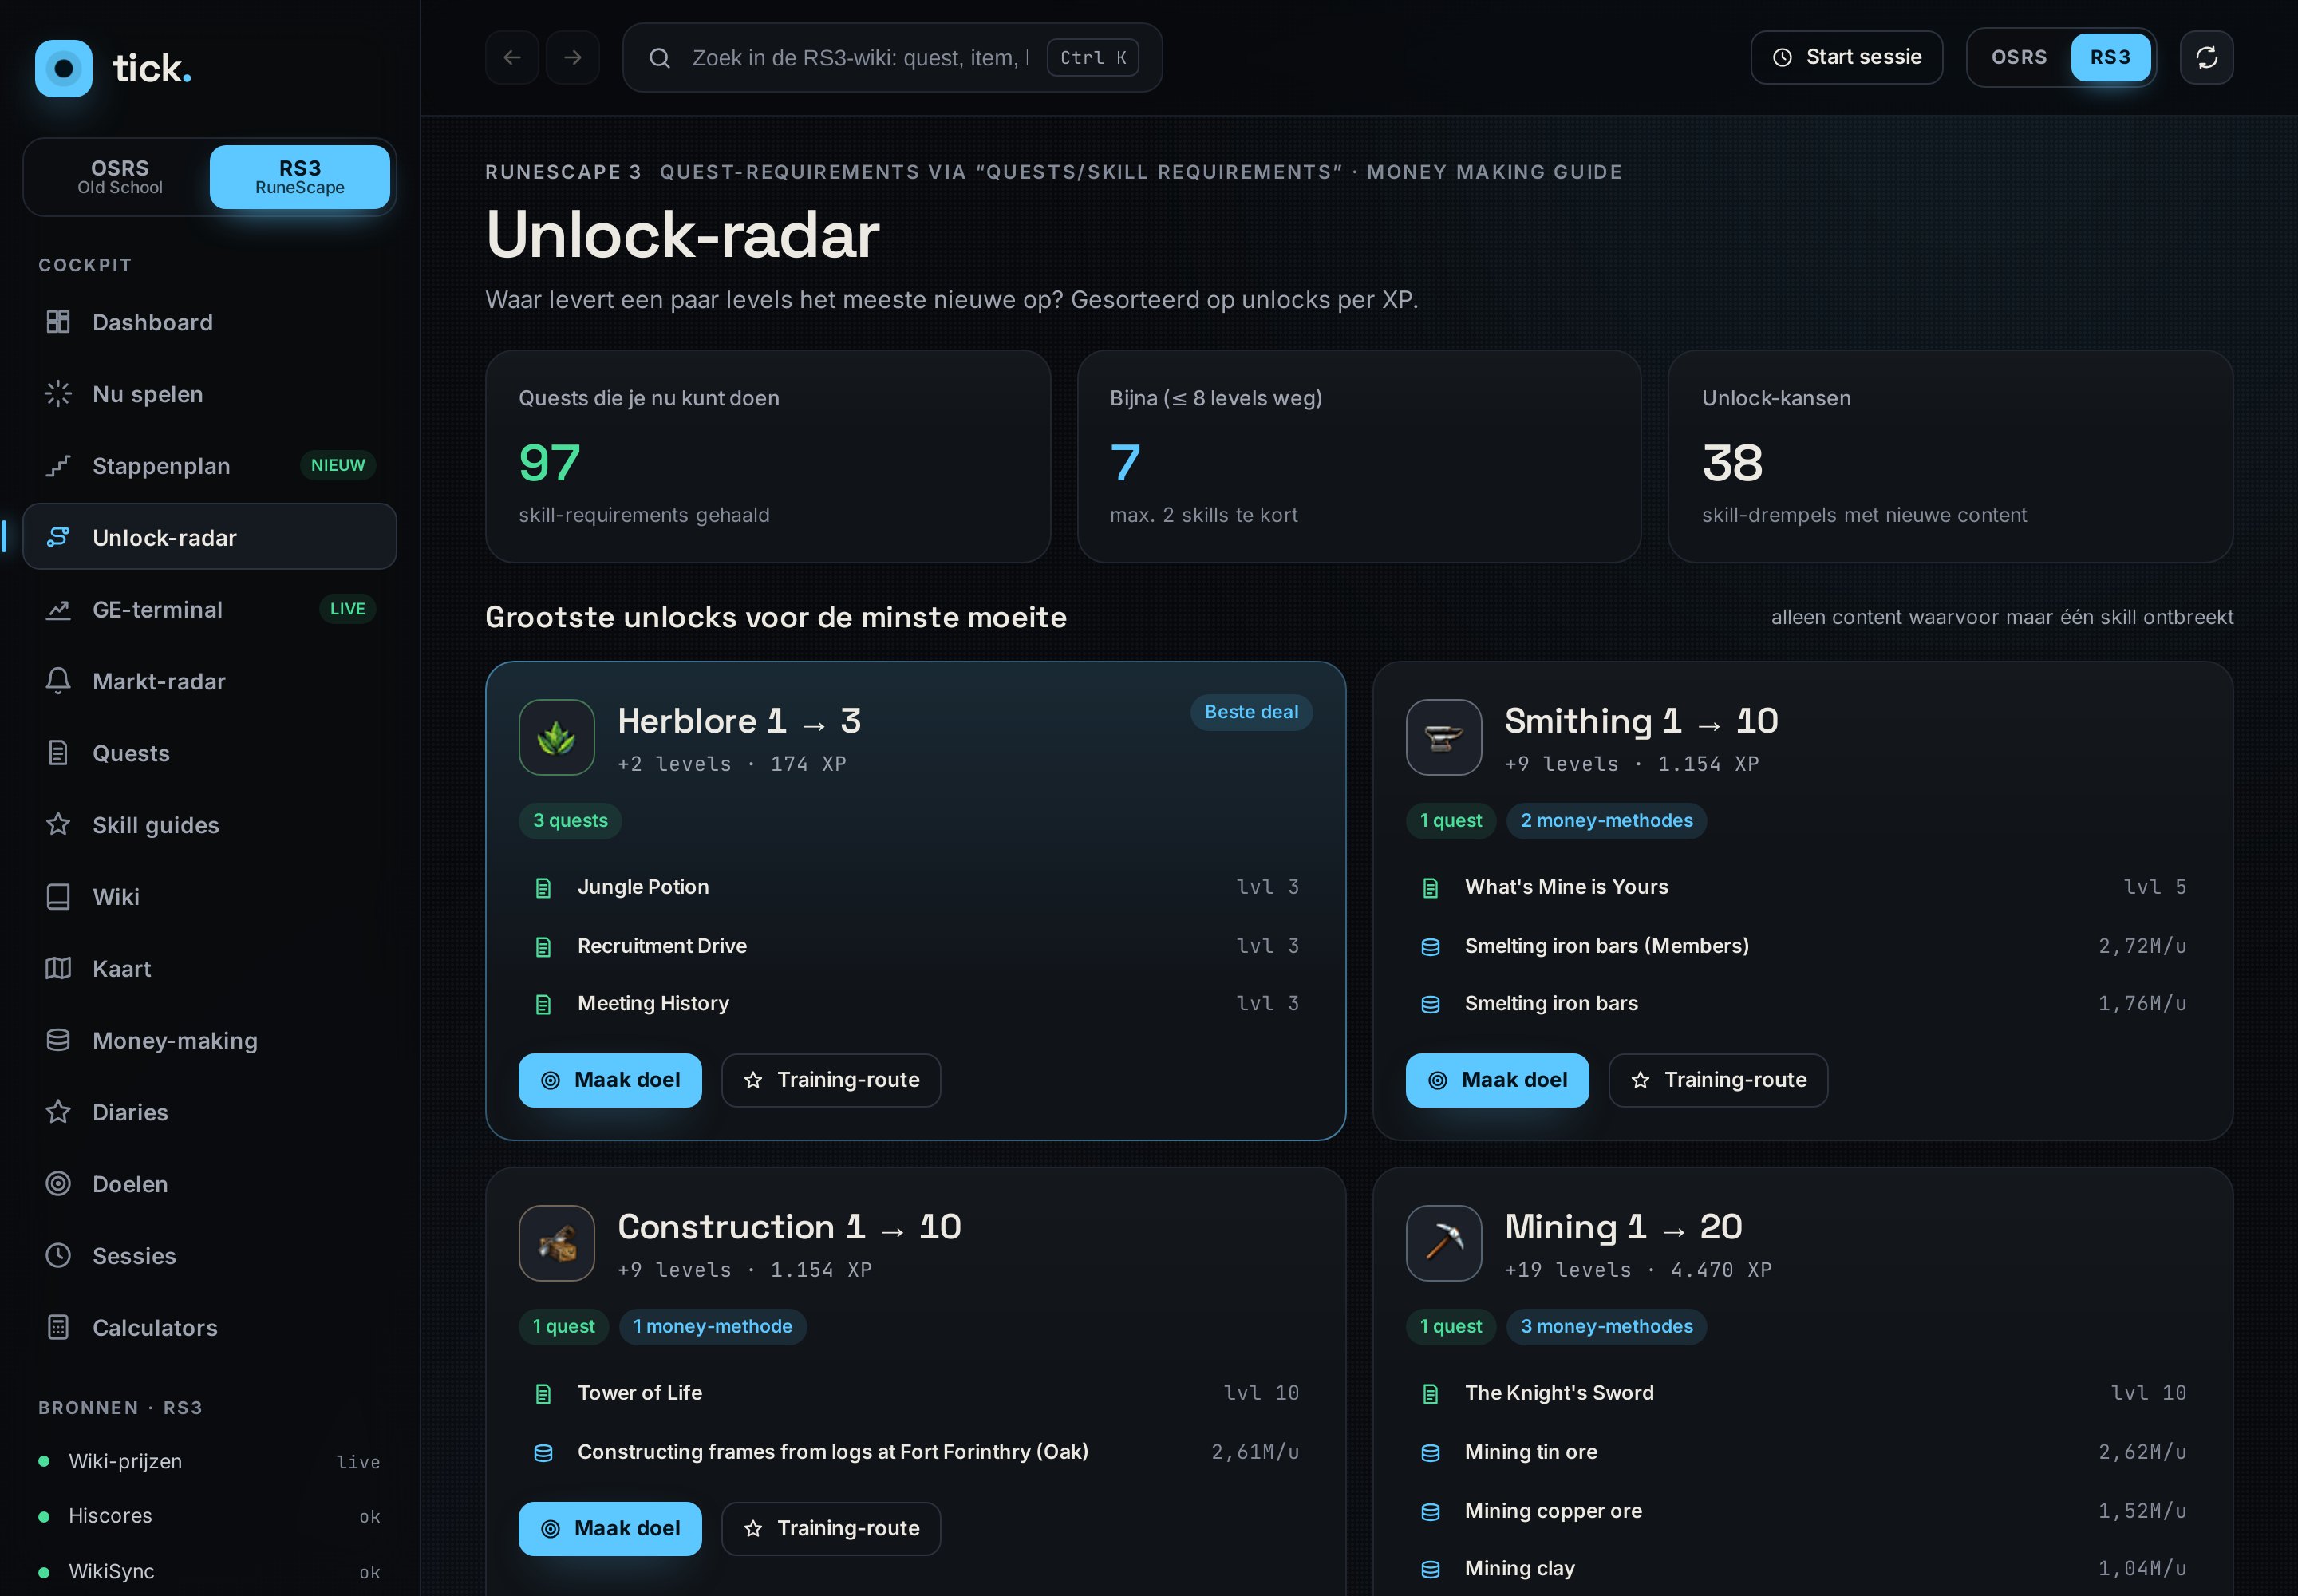 tick.
OSRS
Old School
RS3
RuneScape
COCKPIT
Dashboard
Nu spelen
Stappenplan NIEUW
Unlock-radar
GE-terminal LIVE
Markt-radar
Quests
Skill guides
Wiki
Kaart
Money-making
Diaries
Doelen
Sessies
Calculators
BRONNEN · RS3
Wiki-prijzen live
Hiscores ok
WikiSync ok
Zoek in de RS3-wiki: quest, item, Ctrl K
Start sessie
OSRS RS3
RUNESCAPE 3 QUEST-REQUIREMENTS VIA “QUESTS/SKILL REQUIREMENTS” · MONEY MAKING GUIDE
Unlock-radar
Waar levert een paar levels het meeste nieuwe op? Gesorteerd op unlocks per XP.
Quests die je nu kunt doen
97
skill-requirements gehaald
Bijna (≤ 8 levels weg)
7
max. 2 skills te kort
Unlock-kansen
38
skill-drempels met nieuwe content
Grootste unlocks voor de minste moeite
alleen content waarvoor maar één skill ontbreekt
Herblore 1 → 3
Beste deal
+2 levels · 174 XP
3 quests
Jungle Potion lvl 3
Recruitment Drive lvl 3
Meeting History lvl 3
Maak doel Training-route
Smithing 1 → 10
+9 levels · 1.154 XP
1 quest 2 money-methodes
What's Mine is Yours lvl 5
Smelting iron bars (Members) 2,72M/u
Smelting iron bars 1,76M/u
Maak doel Training-route
Construction 1 → 10
+9 levels · 1.154 XP
1 quest 1 money-methode
Tower of Life lvl 10
Constructing frames from logs at Fort Forinthry (Oak) 2,61M/u
Maak doel Training-route
Mining 1 → 20
+19 levels · 4.470 XP
1 quest 3 money-methodes
The Knight's Sword lvl 10
Mining tin ore 2,62M/u
Mining copper ore 1,52M/u
Mining clay 1,04M/u